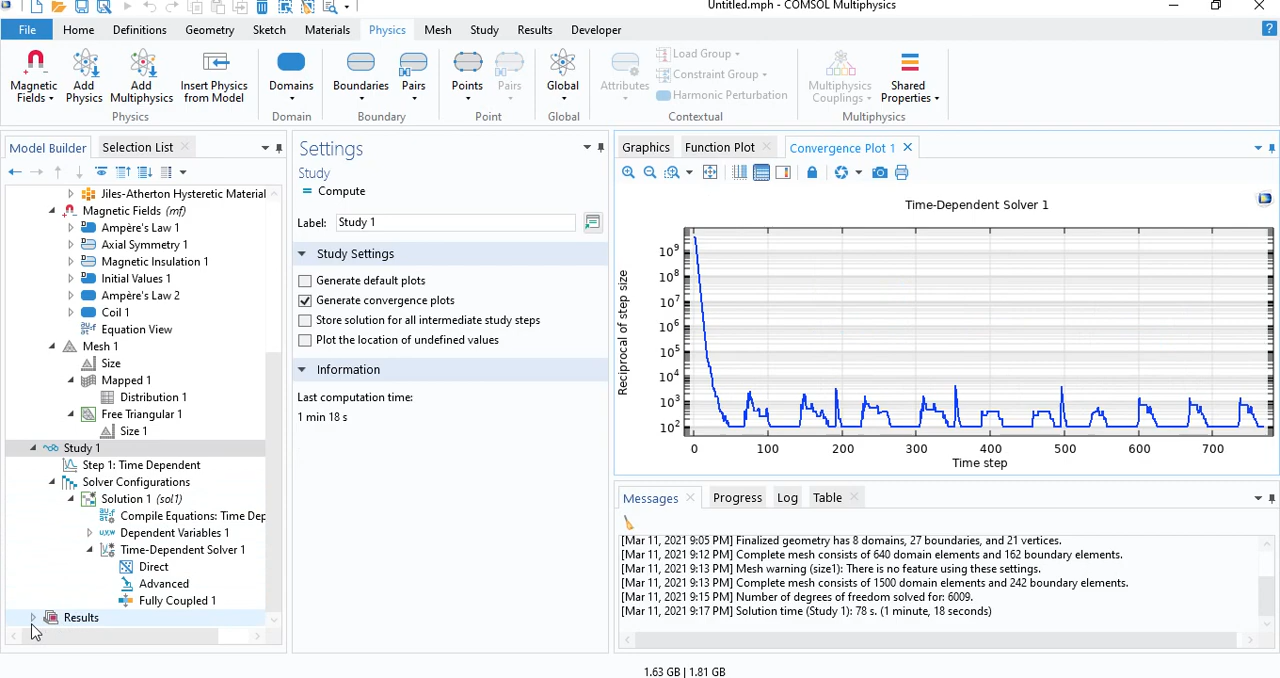 Untitled.mph - COMSOL Multiphysics
File Home Definitions Geometry Sketch Materials Physics Mesh Study Results Developer
Magnetic Fields Add Physics Add Multiphysics Insert Physics from Model Domains Boundaries Pairs Points Pairs Global Attributes Load Group Constraint Group Harmonic Perturbation Multiphysics Couplings Shared Properties
Physics Domain Boundary Point Global Contextual Multiphysics
Model Builder Selection List
Jiles-Atherton Hysteretic Material
Magnetic Fields (mf)
Ampère's Law 1
Axial Symmetry 1
Magnetic Insulation 1
Initial Values 1
Ampère's Law 2
Coil 1
Equation View
Mesh 1
Size
Mapped 1
Distribution 1
Free Triangular 1
Size 1
Study 1
Step 1: Time Dependent
Solver Configurations
Solution 1 (sol1)
Compile Equations: Time Dep
Dependent Variables 1
Time-Dependent Solver 1
Direct
Advanced
Fully Coupled 1
Results
Settings
Study
= Compute
Label: Study 1
Study Settings
Generate default plots
Generate convergence plots
Store solution for all intermediate study steps
Plot the location of undefined values
Information
Last computation time:
1 min 18 s
Graphics Function Plot Convergence Plot 1
Time-Dependent Solver 1
Reciprocal of step size
10⁹
10⁸
10⁷
10⁶
10⁵
10⁴
10³
10²
0 100 200 300 400 500 600 700
Time step
Messages Progress Log Table
[Mar 11, 2021 9:05 PM] Finalized geometry has 8 domains, 27 boundaries, and 21 vertices.
[Mar 11, 2021 9:12 PM] Complete mesh consists of 640 domain elements and 162 boundary elements.
[Mar 11, 2021 9:13 PM] Mesh warning (size1): There is no feature using these settings.
[Mar 11, 2021 9:13 PM] Complete mesh consists of 1500 domain elements and 242 boundary elements.
[Mar 11, 2021 9:15 PM] Number of degrees of freedom solved for: 6009.
[Mar 11, 2021 9:17 PM] Solution time (Study 1): 78 s. (1 minute, 18 seconds)
1.63 GB | 1.81 GB